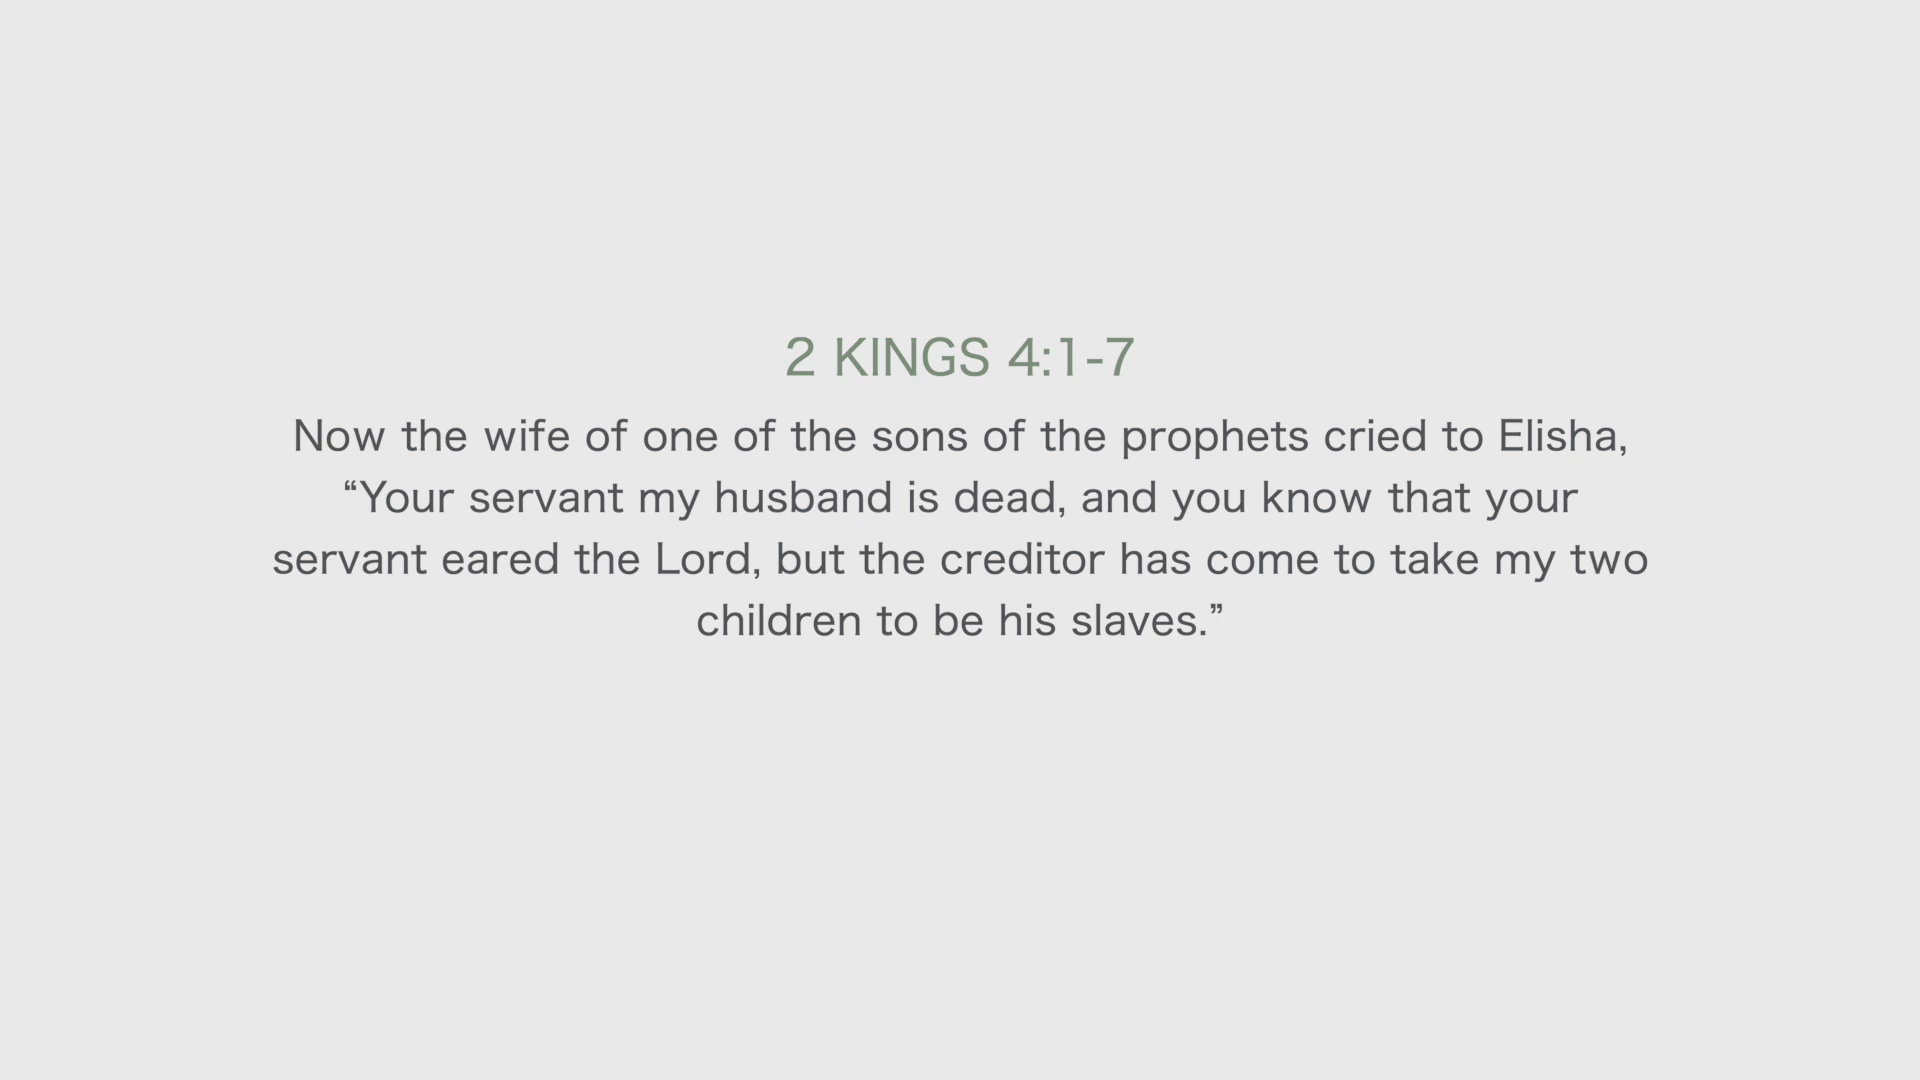 2 KINGS 4:1-7
Now the wife of one of the sons of the prophets cried to Elisha,
“Your servant my husband is dead, and you know that your
servant eared the Lord, but the creditor has come to take my two
children to be his slaves.”